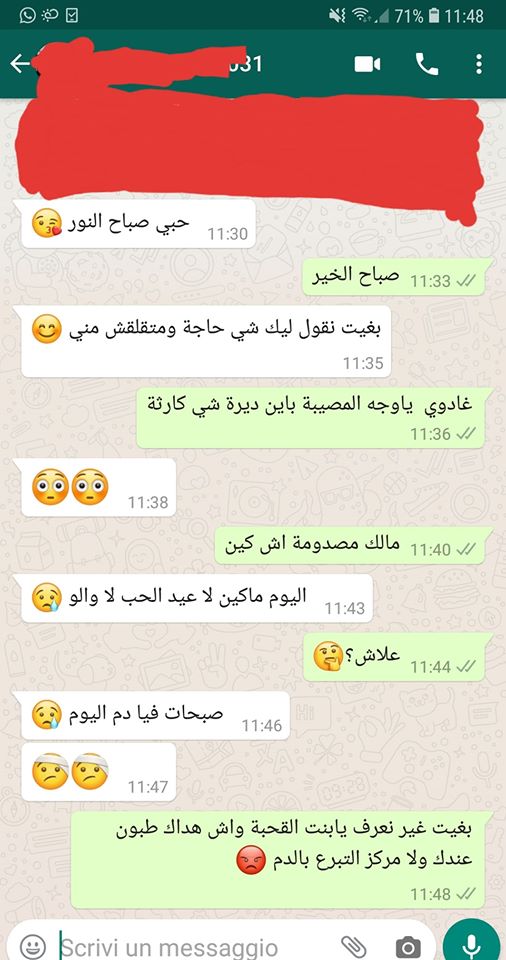 71% 11:48
031
حبي صباح النور 😘 11:30
صباح الخير 11:33
بغيت نقول ليك شي حاجة ومتقلقش مني 😊
11:35
غادوي ياوجه المصيبة باين ديرة شي كارثة
11:36
😳😳 11:38
مالك مصدومة اش كين 11:40
اليوم ماكين لا عيد الحب لا والو 😢 11:43
علاش؟🤔 11:44
صبحات فيا دم اليوم 😢 11:46
🤕🤕 11:47
بغيت غير نعرف يابنت القحبة واش هداك طبون
عندك ولا مركز التبرع بالدم 😡
11:48
Scrivi un messaggio